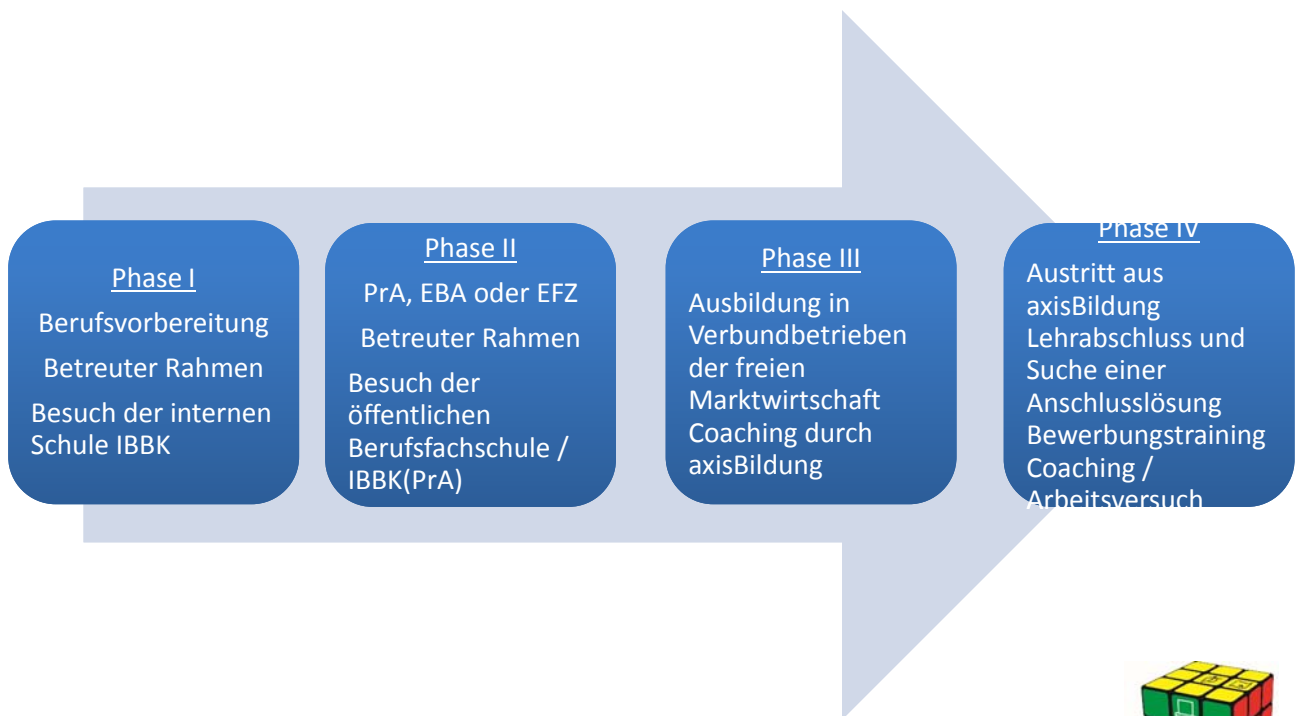 Phase I
Berufsvorbereitung
Betreuter Rahmen
Besuch der internen
Schule IBBK
Phase II
PrA, EBA oder EFZ
Betreuter Rahmen
Besuch der
öffentlichen
Berufsfachschule /
IBBK(PrA)
Phase III
Ausbildung in
Verbundbetrieben
der freien
Marktwirtschaft
Coaching durch
axisBildung
Phase IV
Austritt aus
axisBildung
Lehrabschluss und
Suche einer
Anschlusslösung
Bewerbungstraining
Coaching /
Arbeitsversuch